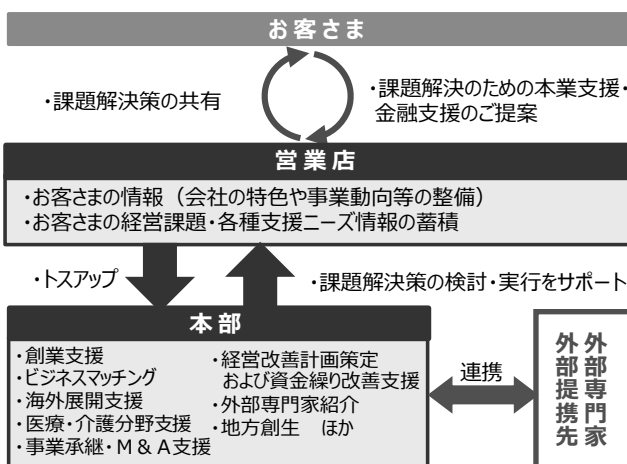 お客さま
・課題解決策の共有
・課題解決のための本業支援・
金融支援のご提案
営業店
・お客さまの情報（会社の特色や事業動向等の整備）
・お客さまの経営課題・各種支援ニーズ情報の蓄積
・トスアップ
・課題解決策の検討・実行をサポート
本部
・創業支援
・ビジネスマッチング
・海外展開支援
・医療・介護分野支援
・事業承継・Ｍ＆Ａ支援
・経営改善計画策定
および資金繰り改善支援
・外部専門家紹介
・地方創生　ほか
連携
外部専門家
外部提携先